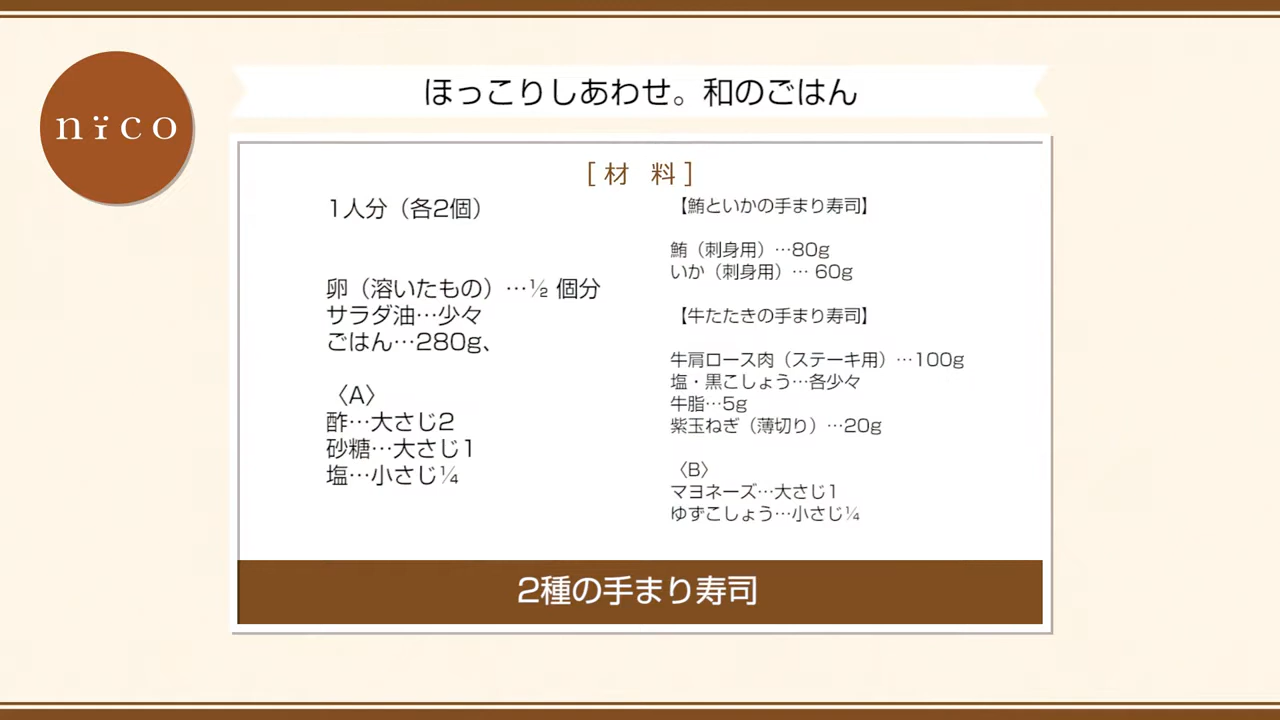 nïco
ほっこりしあわせ。和のごはん
[ 材 料 ]
1人分（各2個）
卵（溶いたもの）…½ 個分
サラダ油…少々
ごはん…280g、
〈A〉
酢…大さじ2
砂糖…大さじ1
塩…小さじ¼
【鮪といかの手まり寿司】
鮪（刺身用）…80g
いか（刺身用）… 60g
【牛たたきの手まり寿司】
牛肩ロース肉（ステーキ用）…100g
塩・黒こしょう…各少々
牛脂…5g
紫玉ねぎ（薄切り）…20g
〈B〉
マヨネーズ…大さじ1
ゆずこしょう…小さじ¼
2種の手まり寿司